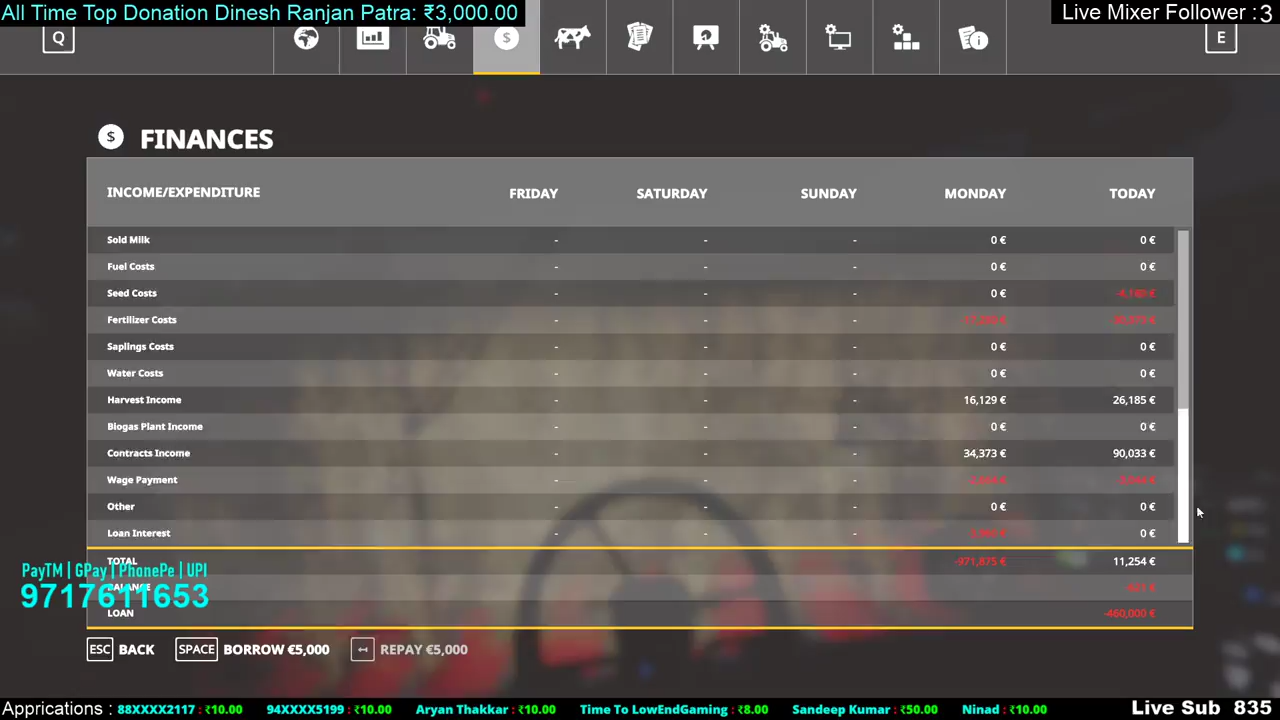 All Time Top Donation Dinesh Ranjan Patra: ₹3,000.00
Live Mixer Follower : 3
Q
E
$ FINANCES
INCOME/EXPENDITURE FRIDAY SATURDAY SUNDAY MONDAY TODAY
Sold Milk - - - 0 € 0 €
Fuel Costs - - - 0 € 0 €
Seed Costs - - - 0 €
Fertilizer Costs - - -
Saplings Costs - - - 0 € 0 €
Water Costs - - - 0 € 0 €
Harvest Income - - - 16,129 € 26,185 €
Biogas Plant Income - - - 0 € 0 €
Contracts Income - - - 34,373 € 90,033 €
Wage Payment - - -
Other - - - 0 € 0 €
Loan Interest - - - 0 €
TOTAL -971,875 € 11,254 €
BALANCE
LOAN -460,000 €
PayTM | GPay | PhonePe | UPI
9717611653
ESC BACK SPACE BORROW €5,000 REPAY €5,000
Apprications : 88XXXX2117 : ₹10.00 94XXXX5199 : ₹10.00 Aryan Thakkar : ₹10.00 Time To LowEndGaming : ₹8.00 Sandeep Kumar : ₹50.00 Ninad : ₹10.00
Live Sub 835